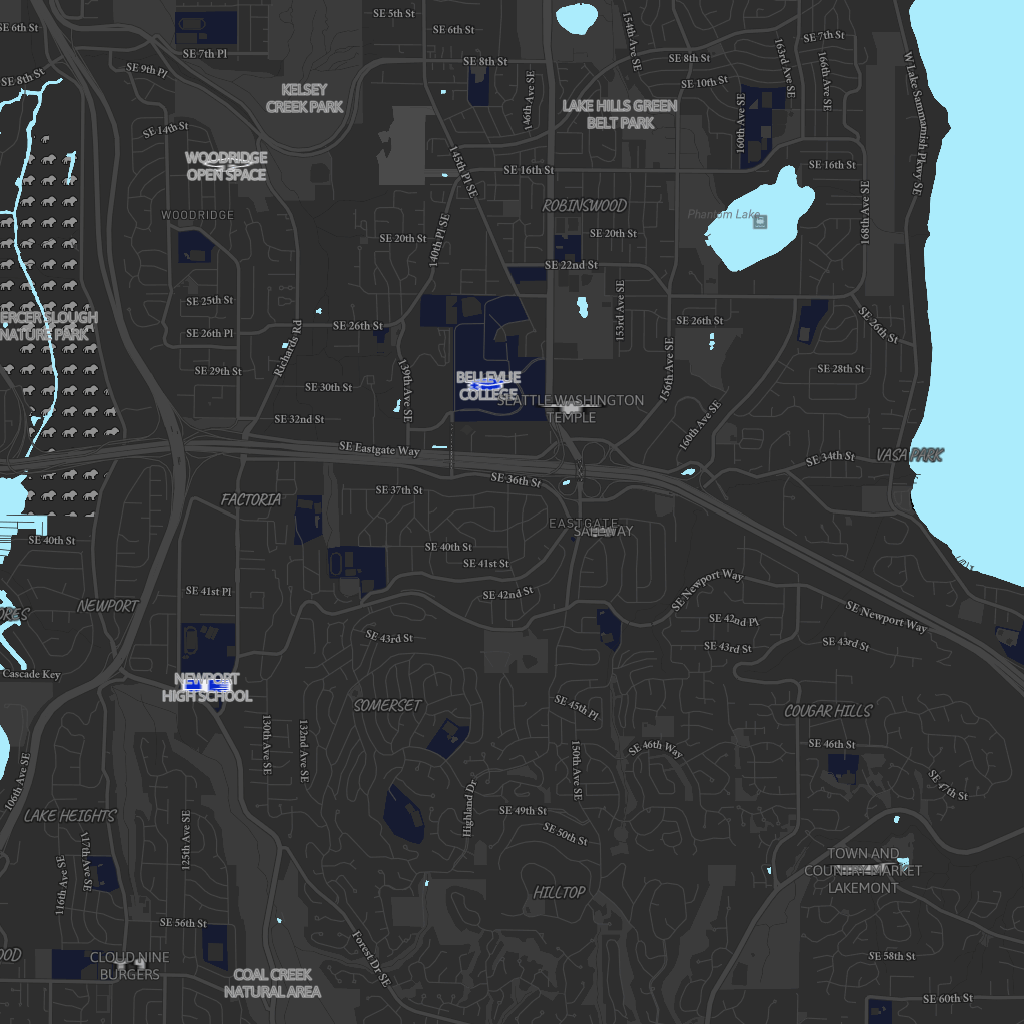 SE 6th St
SE 5th St
SE 6th St
154th Ave SE
163rd Ave SE
SE 7th St
166th Ave SE
SE 7th Pl
SE 8th St
SE 8th St
SE 8th St
SE 9th Pl
SE 10th St
146th Ave SE
W Lake Sammamish Pkwy SE
KELSEY
CREEK PARK
LAKE HILLS GREEN
BELT PARK
160th Ave SE
SE 14th St
WOODRIDGE
OPEN SPACE
145th Pl SE
SE 16th St
SE 16th St
168th Ave SE
WOODRIDGE
ROBINSWOOD
Phantom Lake
140th Pl SE
SE 20th St
SE 20th St
SE 22nd St
SE 25th St
153rd Ave SE
SLOUGH
NATURE PARK
SE 26th Pl
SE 26th St
SE 26th St
SE 26th St
Richards Rd
139th Ave SE
156th Ave SE
SE 29th St
SE 30th St
SE 28th St
BELLEVUE
COLLEGE
SEATTLE WASHINGTON
TEMPLE
SE 32nd St
160th Ave SE
SE Eastgate Way
SE 34th St
VASA PARK
SE 36th St
SE 37th St
FACTORIA
EASTGATE
SAFEWAY
SE 40th St
SE 40th St
SE 41st St
SE 41st Pl
SE 42nd St
SE Newport Way
SE Newport Way
NEWPORT
SE 42nd Pl
SE 43rd St
SE 43rd St
SE 43rd St
Cascade Key
NEWPORT
HIGH SCHOOL
SOMERSET
SE 45th Pl
COUGAR HILLS
130th Ave SE
132nd Ave SE
150th Ave SE
SE 46th Way
SE 46th St
SE 47th St
106th Ave SE
Highland Dr
LAKE HEIGHTS
SE 49th St
SE 50th St
117th Ave SE
116th Ave SE
125th Ave SE
TOWN AND
COUNTRY MARKET
LAKEMONT
HILLTOP
SE 56th St
Forest Dr SE
CLOUD NINE
BURGERS
COAL CREEK
NATURAL AREA
SE 58th St
SE 60th St